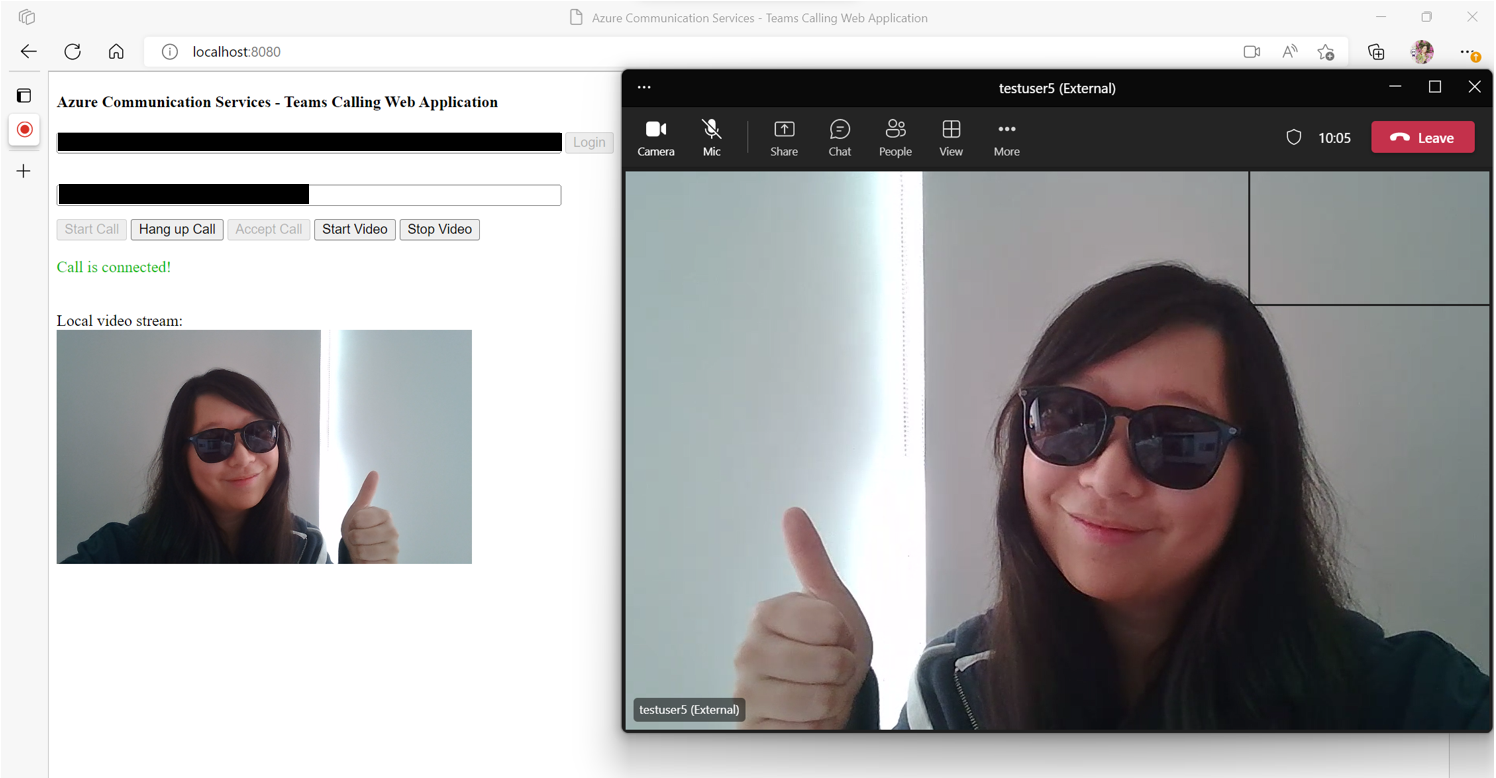 Azure Communication Services - Teams Calling Web Application
localhost:8080
Azure Communication Services - Teams Calling Web Application
Login
Start Call Hang up Call Accept Call Start Video Stop Video
Call is connected!
Local video stream:
testuser5 (External)
Camera Mic Share Chat People View More 10:05 Leave
testuser5 (External)